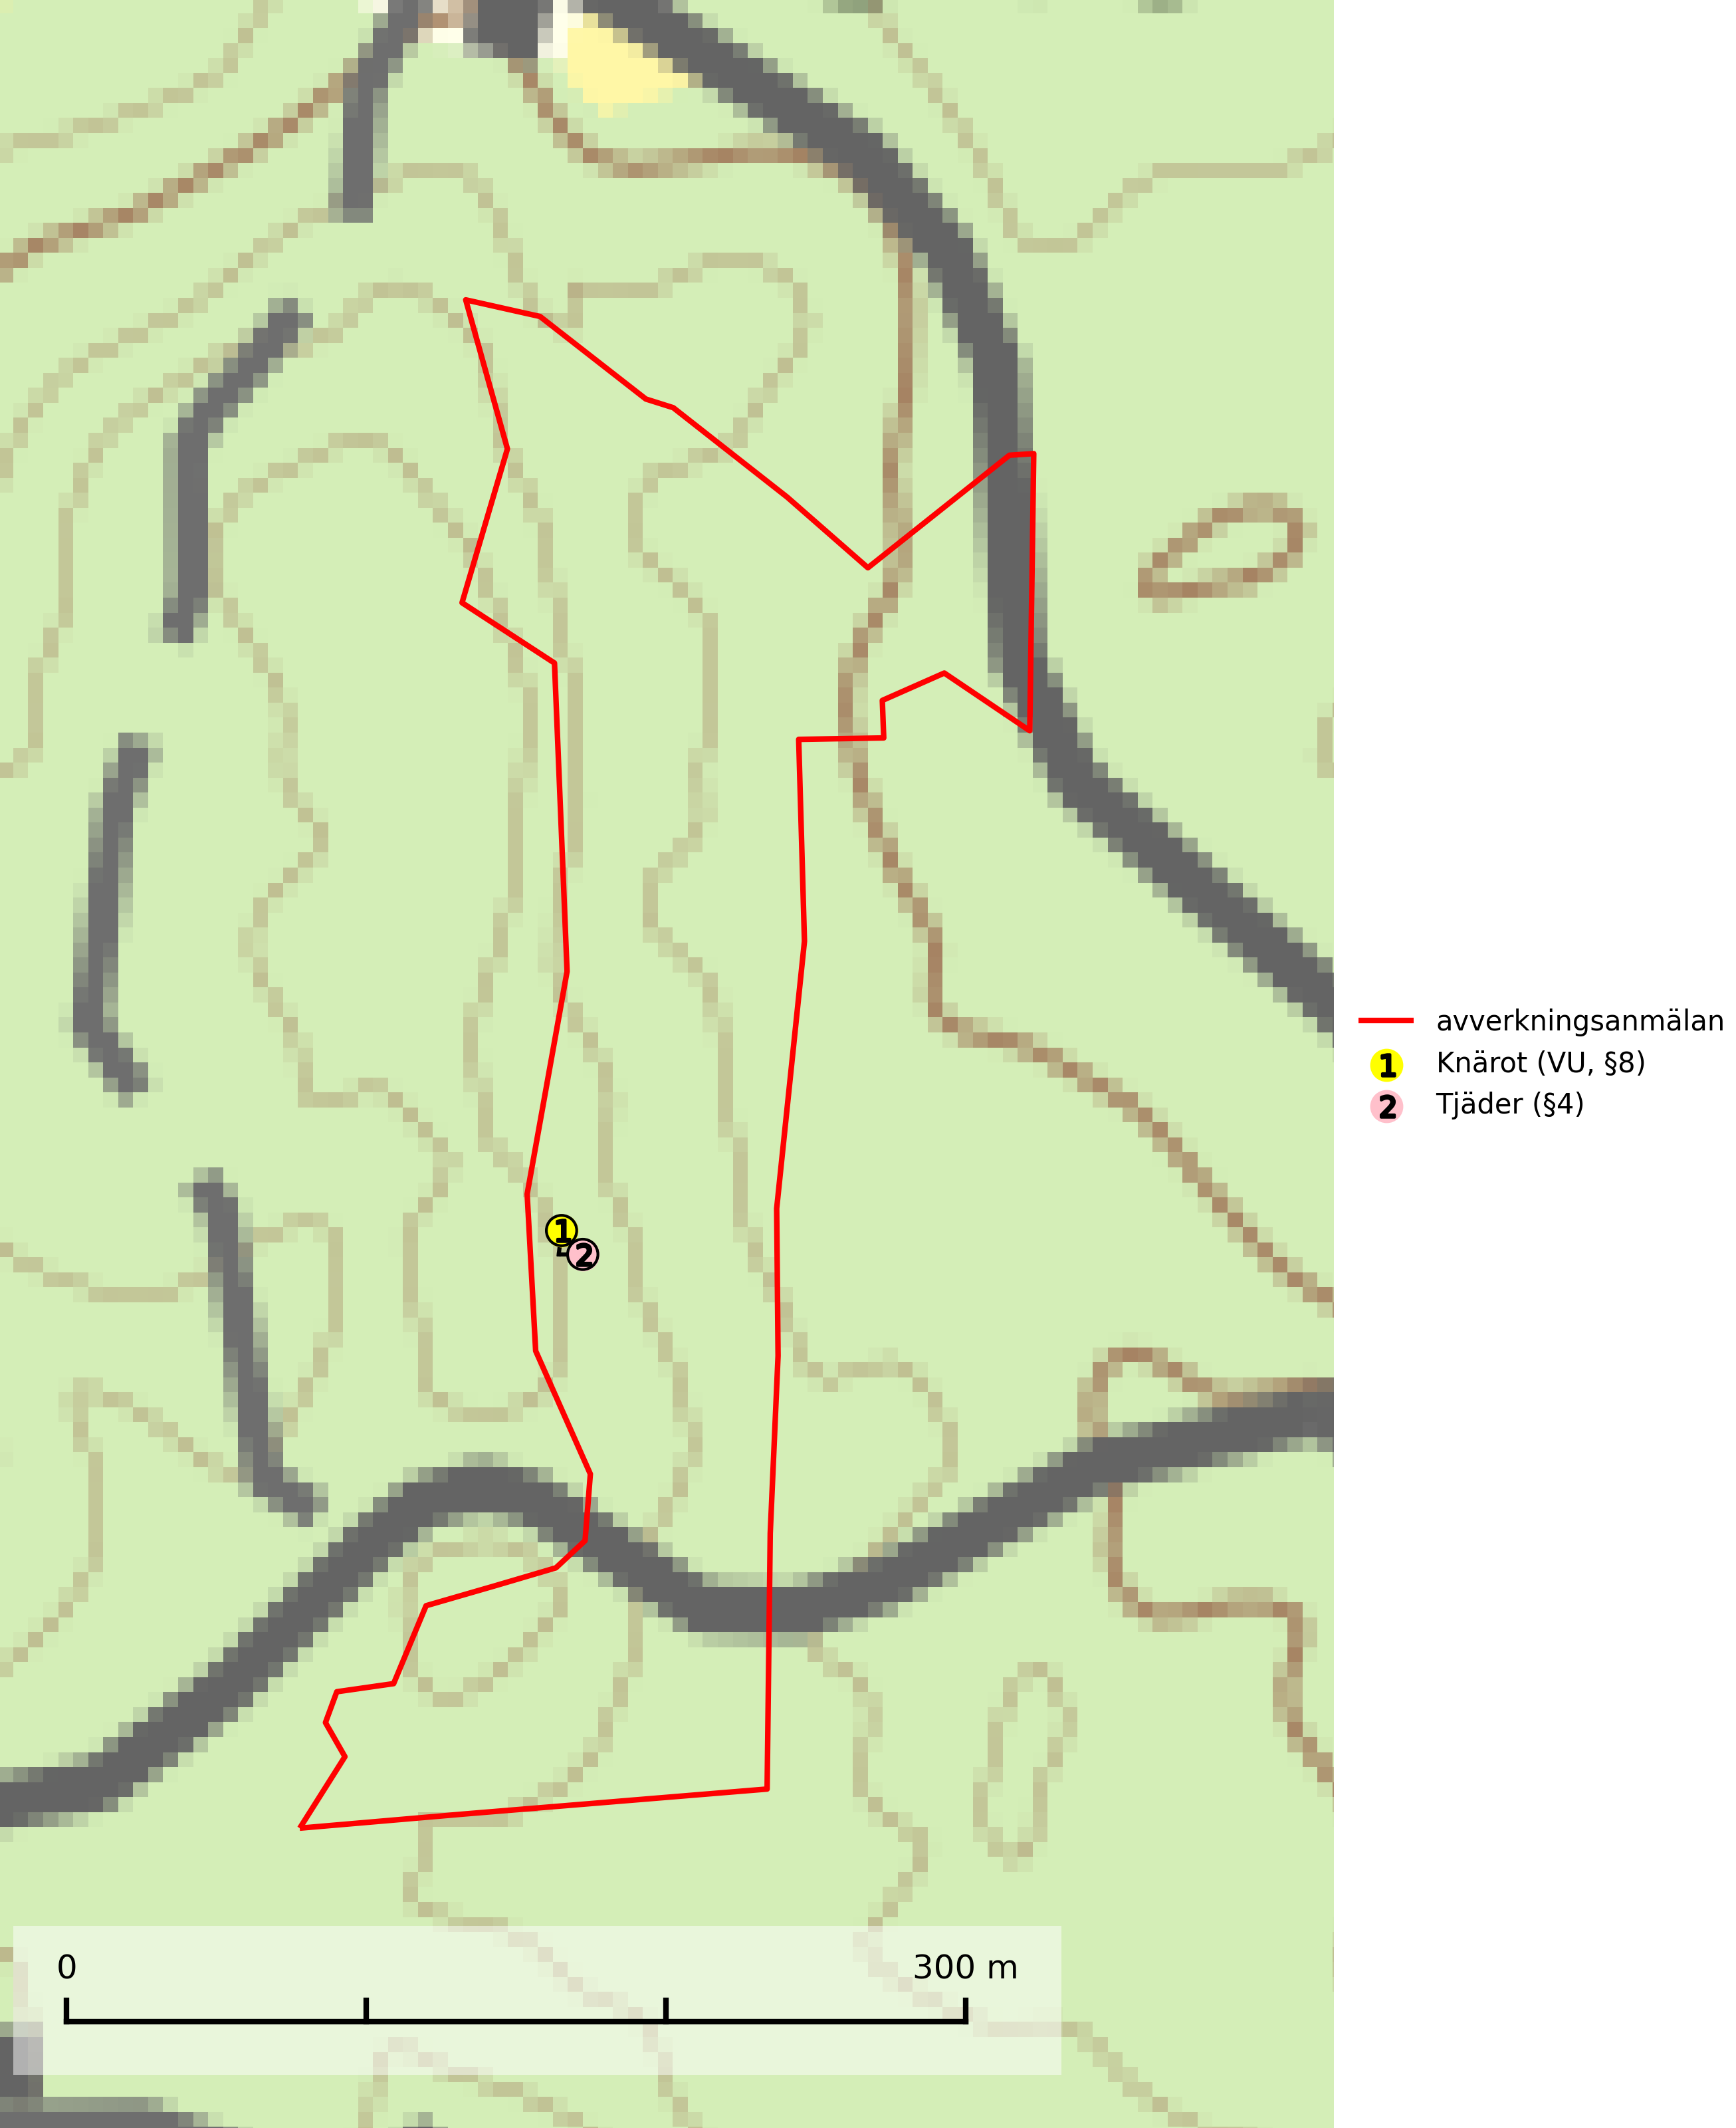 avverkningsanmälan
1 Knärot (VU, §8)
2 Tjäder (§4)
1
2
0 300 m